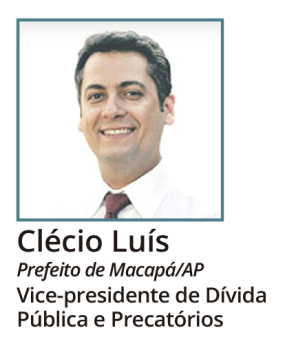 Clécio Luís
Prefeito de Macapá/AP
Vice-presidente de Dívida
Pública e Precatórios